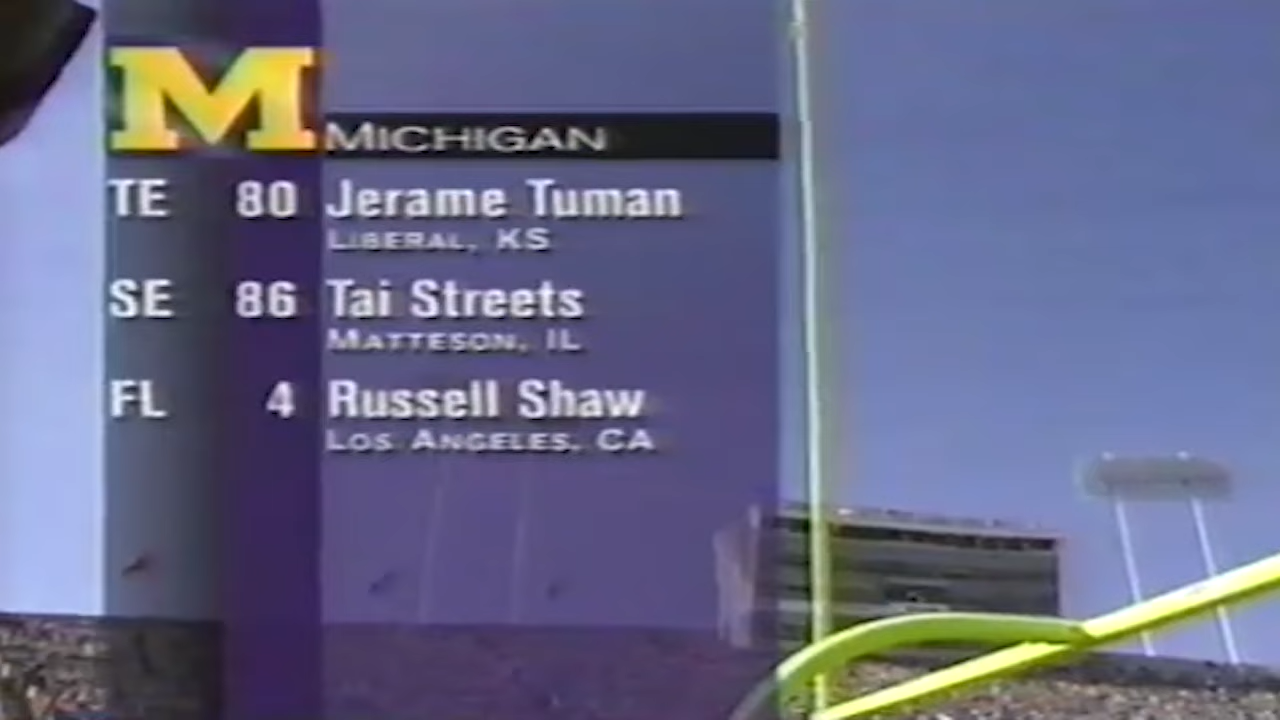 M
MICHIGAN
TE 80 Jerame Tuman
LIBERAL, KS
SE 86 Tai Streets
MATTESON, IL
FL 4 Russell Shaw
LOS ANGELES, CA